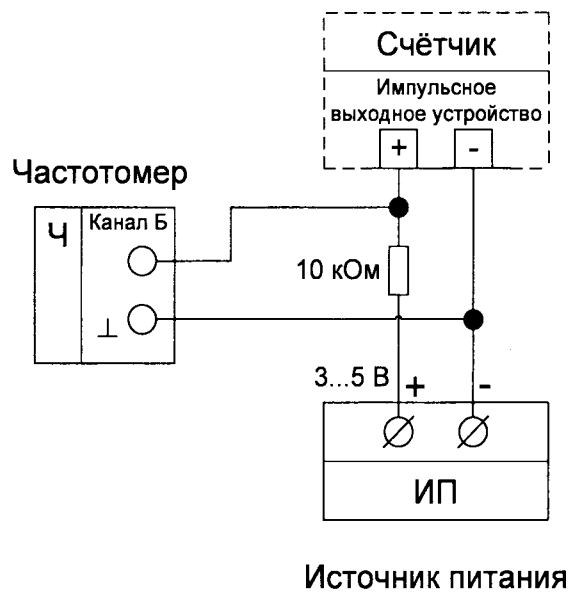 Счётчик
Импульсное
выходное устройство
+ -
Частотомер
Ч
Канал Б
⊥
10 кОм
3...5 В + -
ИП
Источник питания